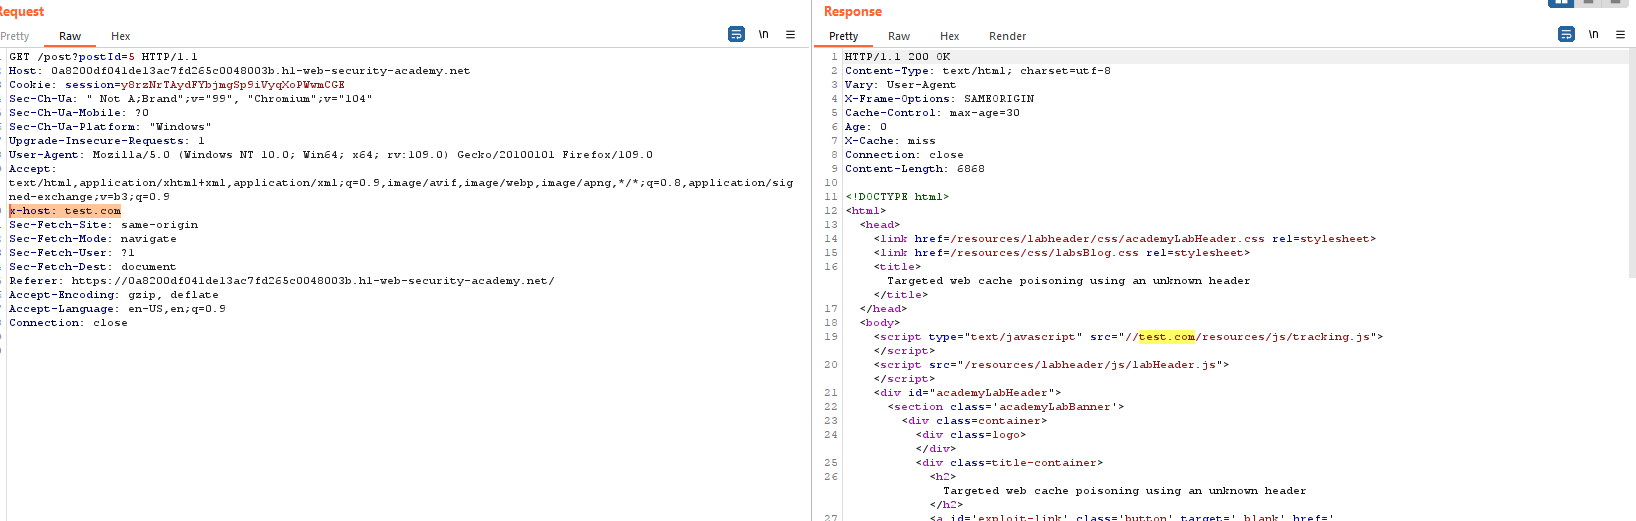 Request
Pretty Raw Hex
\n
GET /post?postId=5 HTTP/1.1
Host: 0a8200df041de13ac7fd265c0048003b.h1-web-security-academy.net
Cookie: session=y8rzNrTAydFYbjmgSp9iVyqXoPWwmCGE
Sec-Ch-Ua: " Not A;Brand";v="99", "Chromium";v="104"
Sec-Ch-Ua-Mobile: ?0
Sec-Ch-Ua-Platform: "Windows"
Upgrade-Insecure-Requests: 1
User-Agent: Mozilla/5.0 (Windows NT 10.0; Win64; x64; rv:109.0) Gecko/20100101 Firefox/109.0
Accept:
text/html,application/xhtml+xml,application/xml;q=0.9,image/avif,image/webp,image/apng,*/*;q=0.8,application/sig
ned-exchange;v=b3;q=0.9
x-host: test.com
Sec-Fetch-Site: same-origin
Sec-Fetch-Mode: navigate
Sec-Fetch-User: ?1
Sec-Fetch-Dest: document
Referer: https://0a8200df041de13ac7fd265c0048003b.h1-web-security-academy.net/
Accept-Encoding: gzip, deflate
Accept-Language: en-US,en;q=0.9
Connection: close
Response
Pretty Raw Hex Render
\n
1 HTTP/1.1 200 OK
2 Content-Type: text/html; charset=utf-8
3 Vary: User-Agent
4 X-Frame-Options: SAMEORIGIN
5 Cache-Control: max-age=30
6 Age: 0
7 X-Cache: miss
8 Connection: close
9 Content-Length: 6868
10
11 <!DOCTYPE html>
12 <html>
13 <head>
14 <link href=/resources/labheader/css/academyLabHeader.css rel=stylesheet>
15 <link href=/resources/css/labsBlog.css rel=stylesheet>
16 <title>
Targeted web cache poisoning using an unknown header
</title>
17 </head>
18 <body>
19 <script type="text/javascript" src="//test.com/resources/js/tracking.js">
</script>
20 <script src="/resources/labheader/js/labHeader.js">
</script>
21 <div id="academyLabHeader">
22 <section class='academyLabBanner'>
23 <div class=container>
24 <div class=logo>
</div>
25 <div class=title-container>
26 <h2>
Targeted web cache poisoning using an unknown header
</h2>
27 <a id='exploit-link' class='button' target='_blank' href='